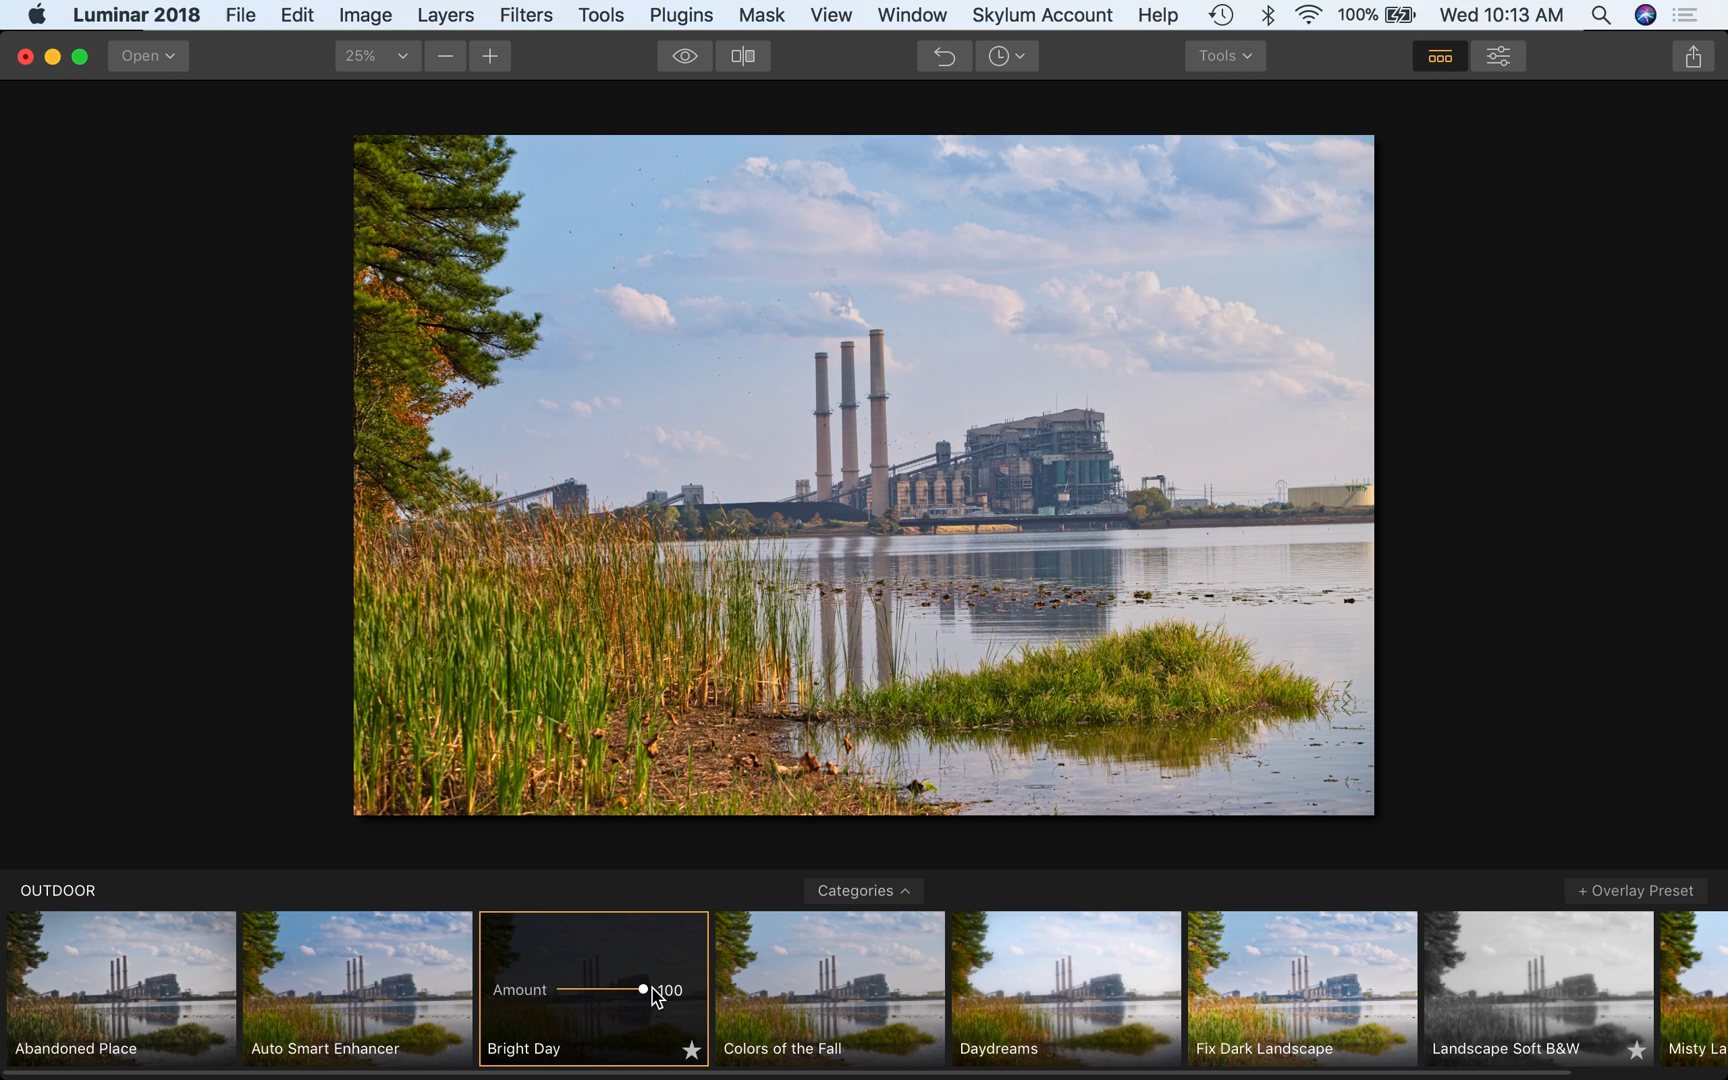 Luminar 2018 File Edit Image Layers Filters Tools Plugins Mask View Window Skylum Account Help 100% Wed 10:13 AM
Open 25% Tools
OUTDOOR Categories + Overlay Preset
Amount 100
Abandoned Place Auto Smart Enhancer Bright Day Colors of the Fall Daydreams Fix Dark Landscape Landscape Soft B&W Misty La